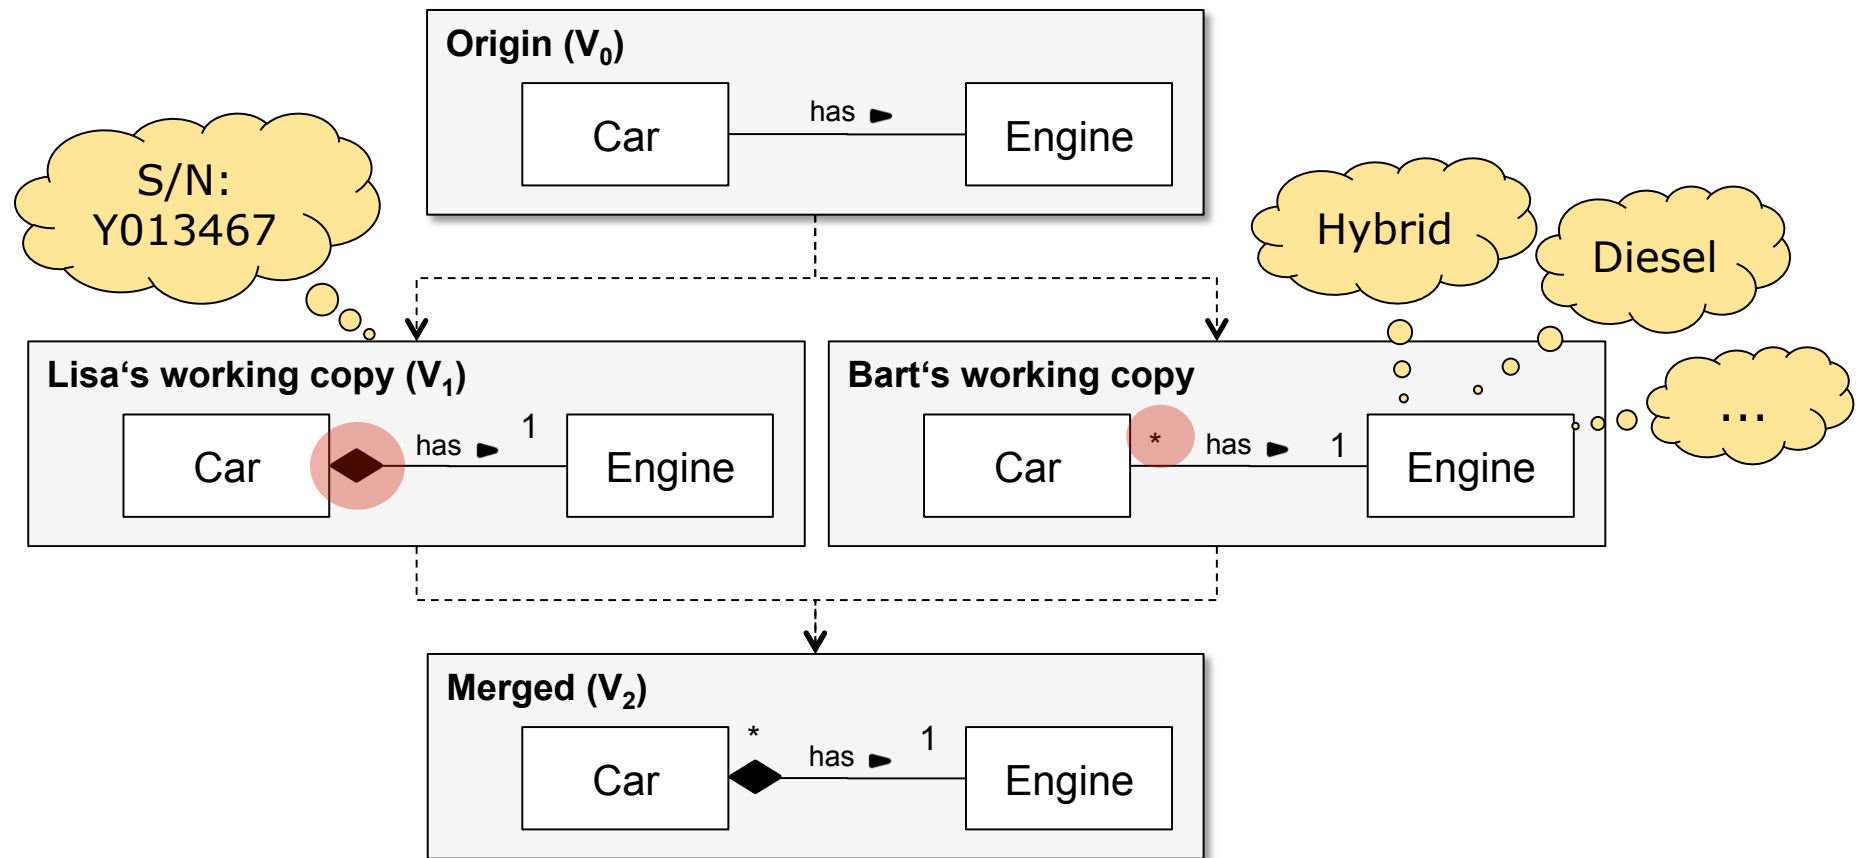 Origin (V₀)
Car
has
Engine
S/N:
Y013467
Hybrid
Diesel
...
Lisa‘s working copy (V₁)
Car
has
1
Engine
Bart‘s working copy
Car
*
has
1
Engine
Merged (V₂)
Car
*
has
1
Engine